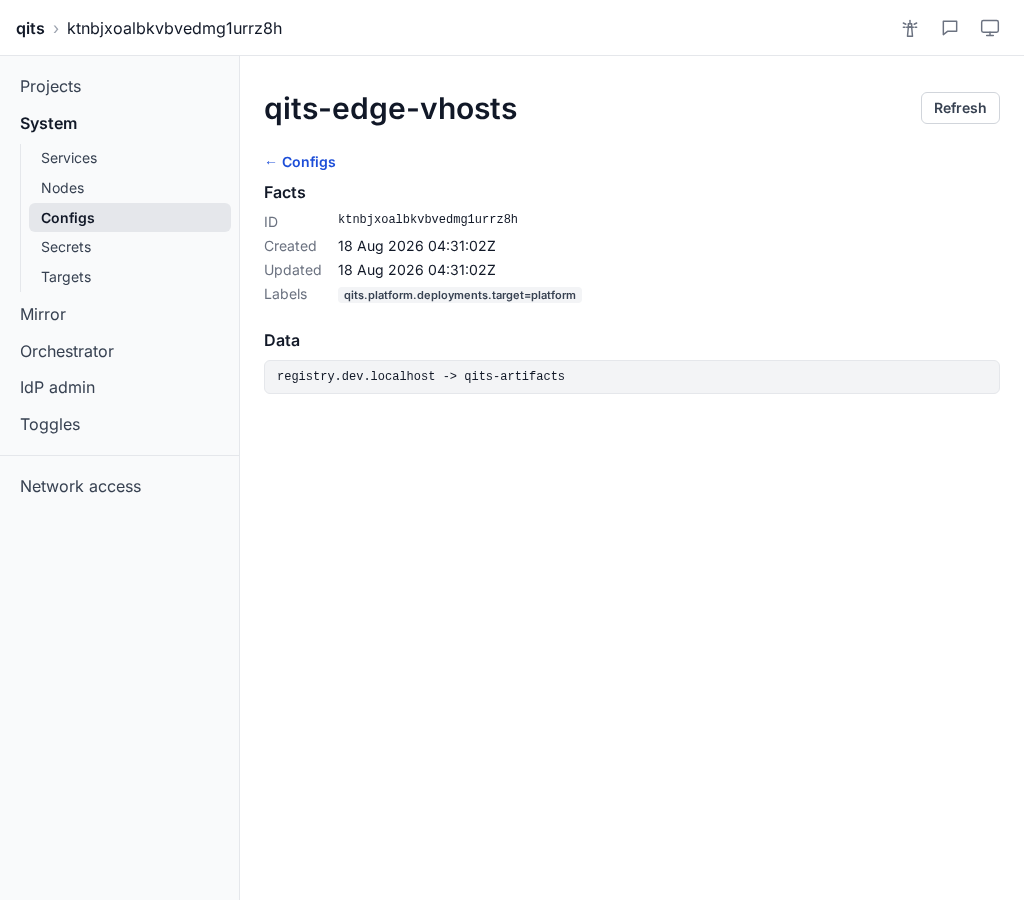 qits › ktnbjxoalbkvbvedmg1urrz8h
Projects
System
Services
Nodes
Configs
Secrets
Targets
Mirror
Orchestrator
IdP admin
Toggles
Network access
qits-edge-vhosts
Refresh
← Configs
Facts
ID ktnbjxoalbkvbvedmg1urrz8h
Created 18 Aug 2026 04:31:02Z
Updated 18 Aug 2026 04:31:02Z
Labels qits.platform.deployments.target=platform
Data
registry.dev.localhost -> qits-artifacts